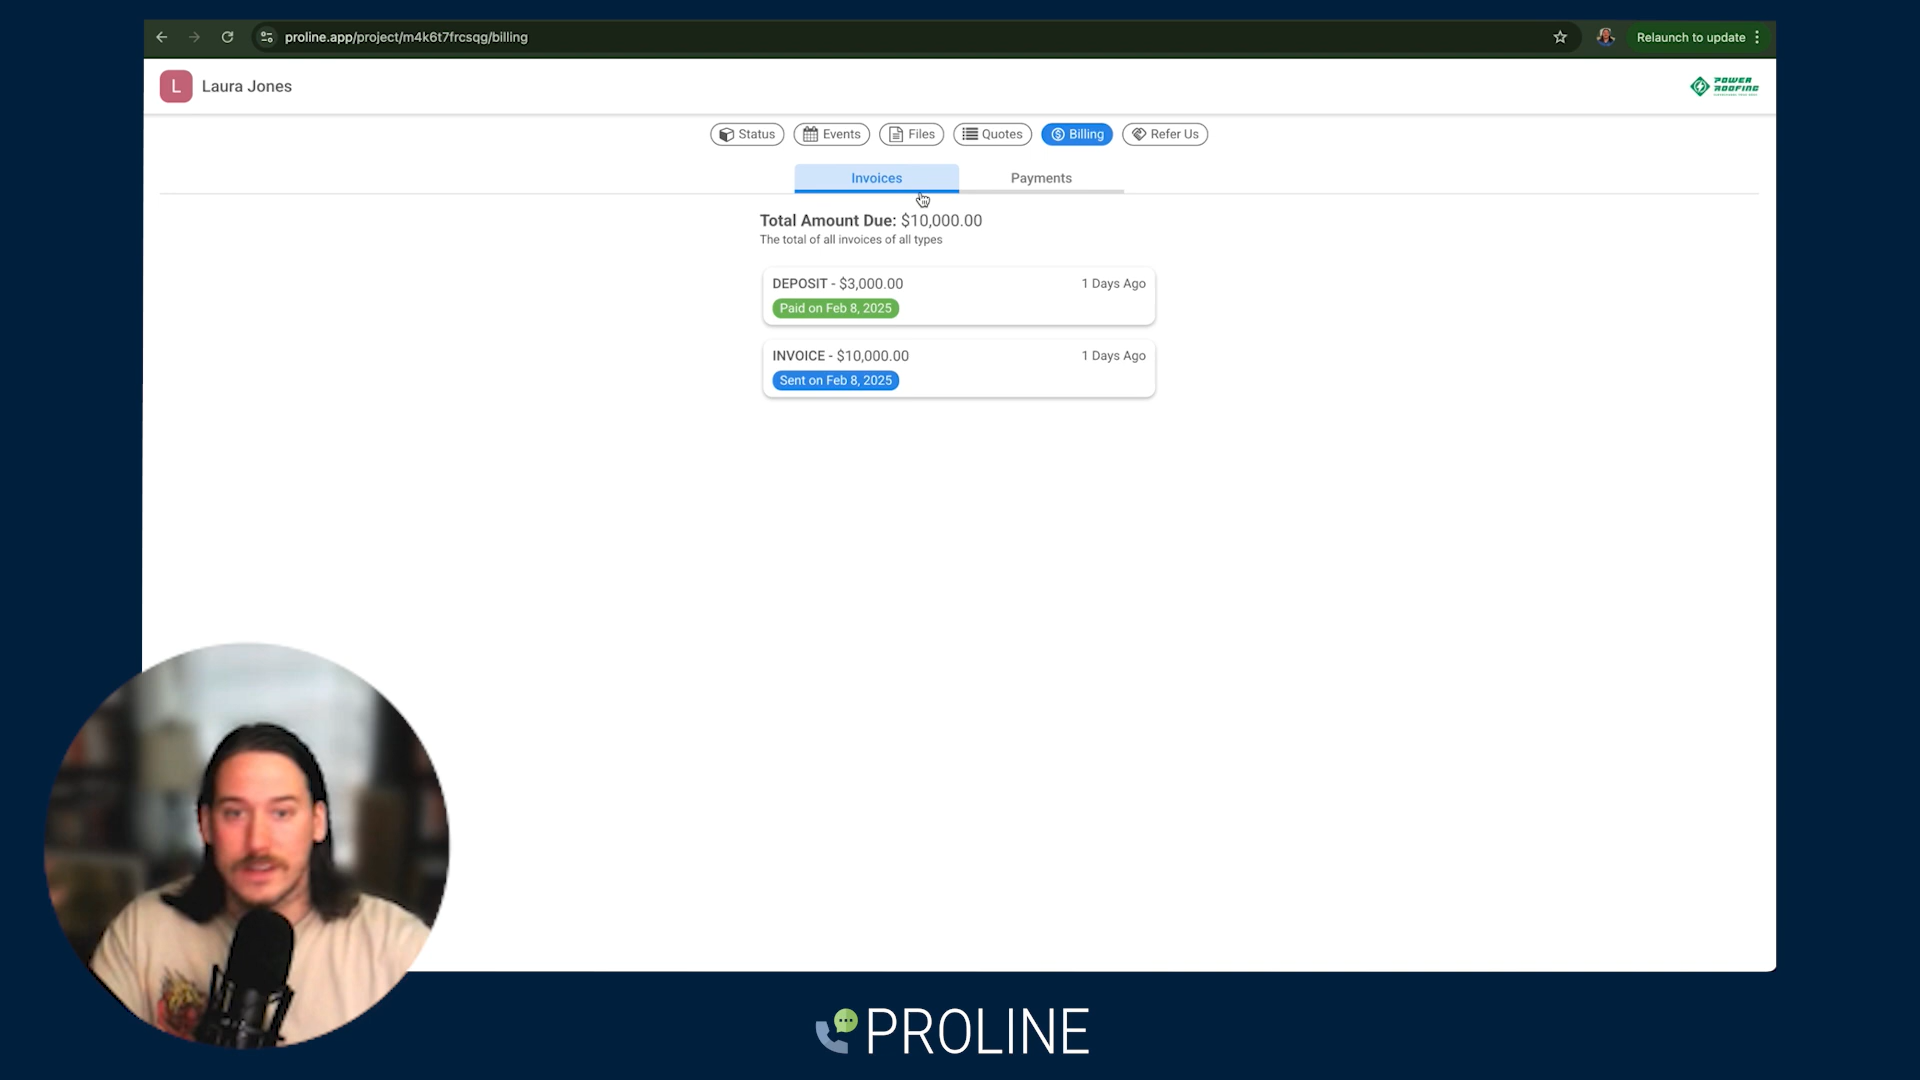 proline.app/project/m4k6t7frcsqg/billing
Relaunch to update
L Laura Jones
POWER
ROOFING
Status Events Files Quotes Billing Refer Us
Invoices Payments
Total Amount Due: $10,000.00
The total of all invoices of all types
DEPOSIT - $3,000.00 1 Days Ago
Paid on Feb 8, 2025
INVOICE - $10,000.00 1 Days Ago
Sent on Feb 8, 2025
PROLINE